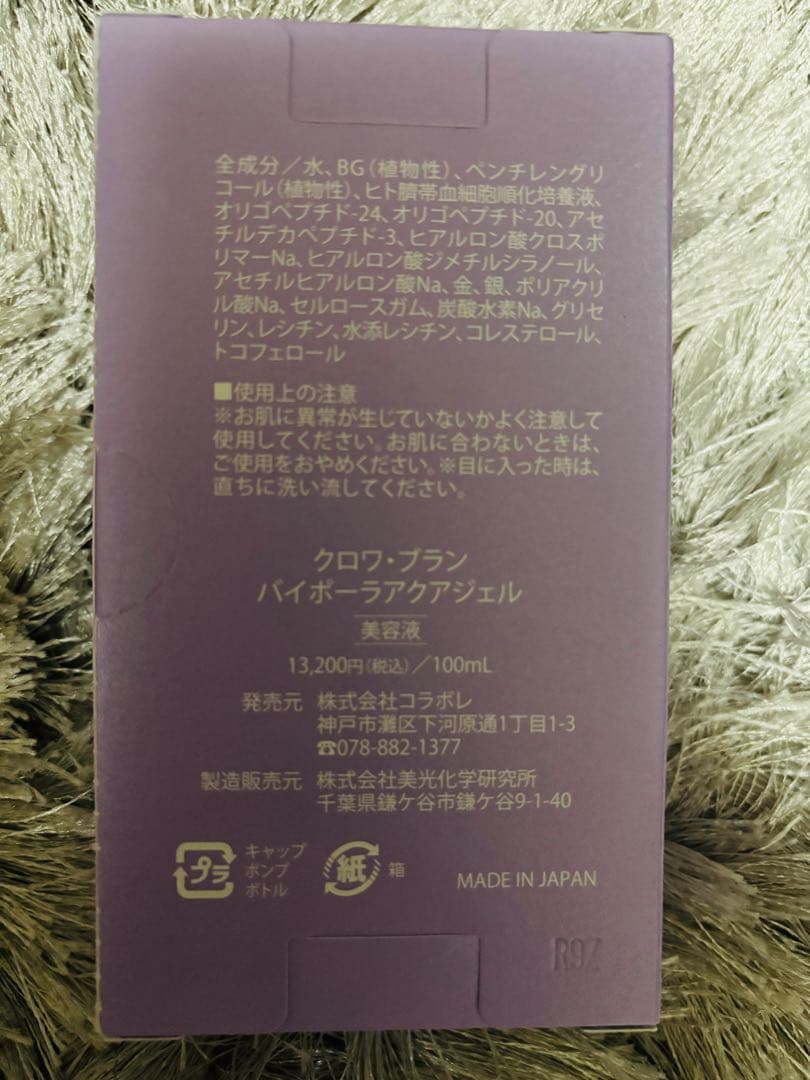 全成分／水、BG(植物性)、ペンチレングリ
コール(植物性)、ヒト臍帯血細胞順化培養液、
オリゴペプチド-24、オリゴペプチド-20、アセ
チルデカペプチド-3、ヒアルロン酸クロスポ
リマーNa、ヒアルロン酸ジメチルシラノール、
アセチルヒアルロン酸Na、金、銀、ポリアクリ
ル酸Na、セルロースガム、炭酸水素Na、グリセ
リン、レシチン、水添レシチン、コレステロール、
トコフェロール
■使用上の注意
※お肌に異常が生じていないかよく注意して
使用してください。お肌に合わないときは、
ご使用をおやめください。※目に入った時は、
直ちに洗い流してください。
クロワ・ブラン
バイポーラアクアジェル
美容液
13,200円(税込)／100mL
発売元 株式会社コラボレ
神戸市灘区下河原通1丁目1-3
☎078-882-1377
製造販売元 株式会社美光化学研究所
千葉県鎌ケ谷市鎌ケ谷9-1-40
プラ キャップ
ポンプ
ボトル
紙 箱
MADE IN JAPAN
R9Z